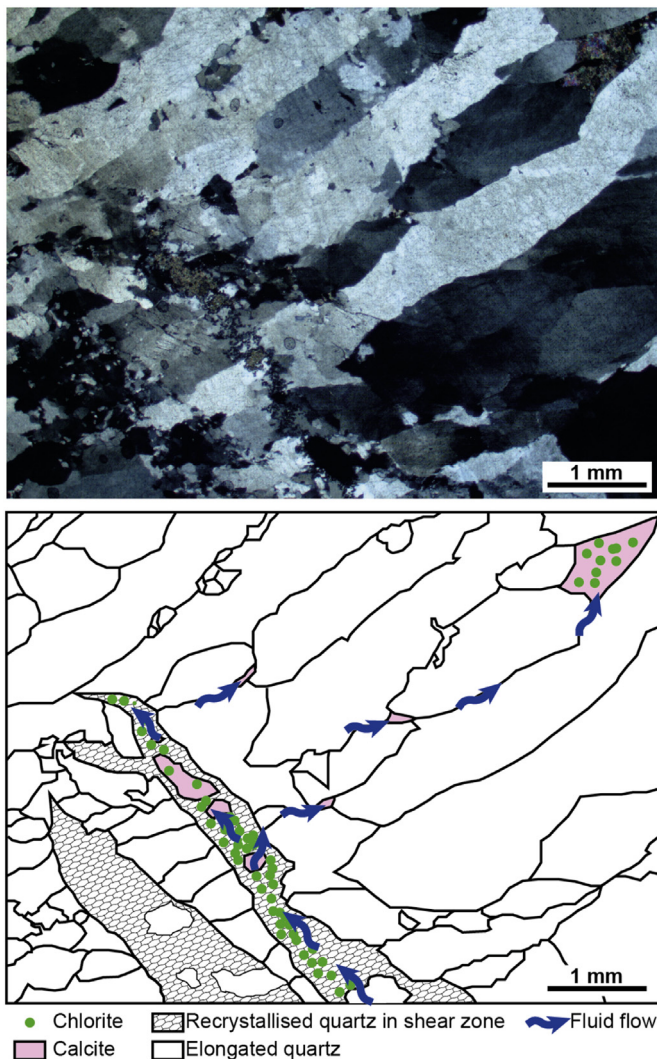 1 mm
1 mm
Chlorite Recrystallised quartz in shear zone Fluid flow
Calcite Elongated quartz